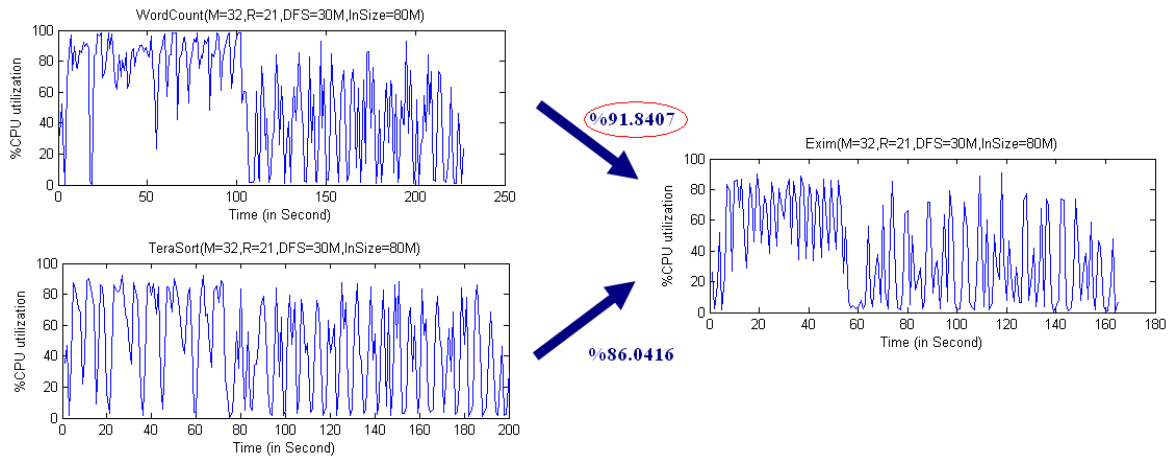 WordCount(M=32,R=21,DFS=30M,InSize=80M)
%CPU utilization
100
80
60
40
20
0
0 50 100 150 200 250
Time (in Second)
%91.8407
Exim(M=32,R=21,DFS=30M,InSize=80M)
%CPU utilization
100
80
60
40
20
0
0 20 40 60 80 100 120 140 160 180
Time (in Second)
TeraSort(M=32,R=21,DFS=30M,InSize=80M)
%CPU utilization
100
80
60
40
20
0
0 20 40 60 80 100 120 140 160 180 200
Time (in Second)
%86.0416